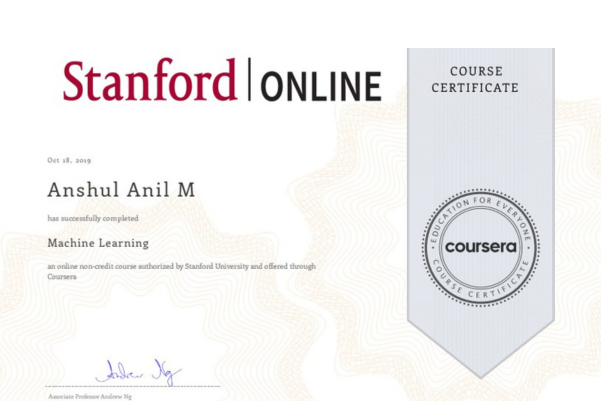 Stanford | ONLINE
COURSE
CERTIFICATE
Oct 18, 2019
Anshul Anil M
has successfully completed
Machine Learning
an online non-credit course authorized by Stanford University and offered through
Coursera
EDUCATION FOR EVERYONE
coursera
COURSE CERTIFICATE
Andrew Ng
Associate Professor Andrew Ng